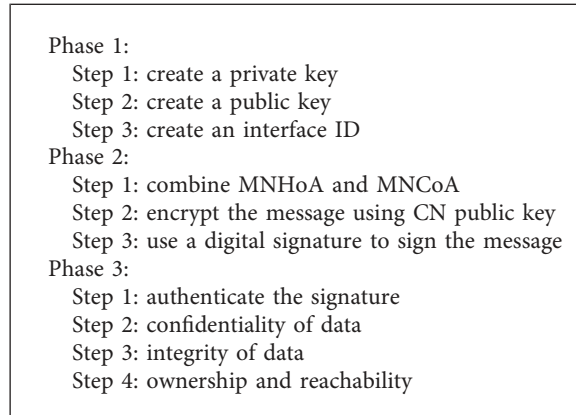 Phase 1:
Step 1: create a private key
Step 2: create a public key
Step 3: create an interface ID
Phase 2:
Step 1: combine MNHoA and MNCoA
Step 2: encrypt the message using CN public key
Step 3: use a digital signature to sign the message
Phase 3:
Step 1: authenticate the signature
Step 2: confidentiality of data
Step 3: integrity of data
Step 4: ownership and reachability